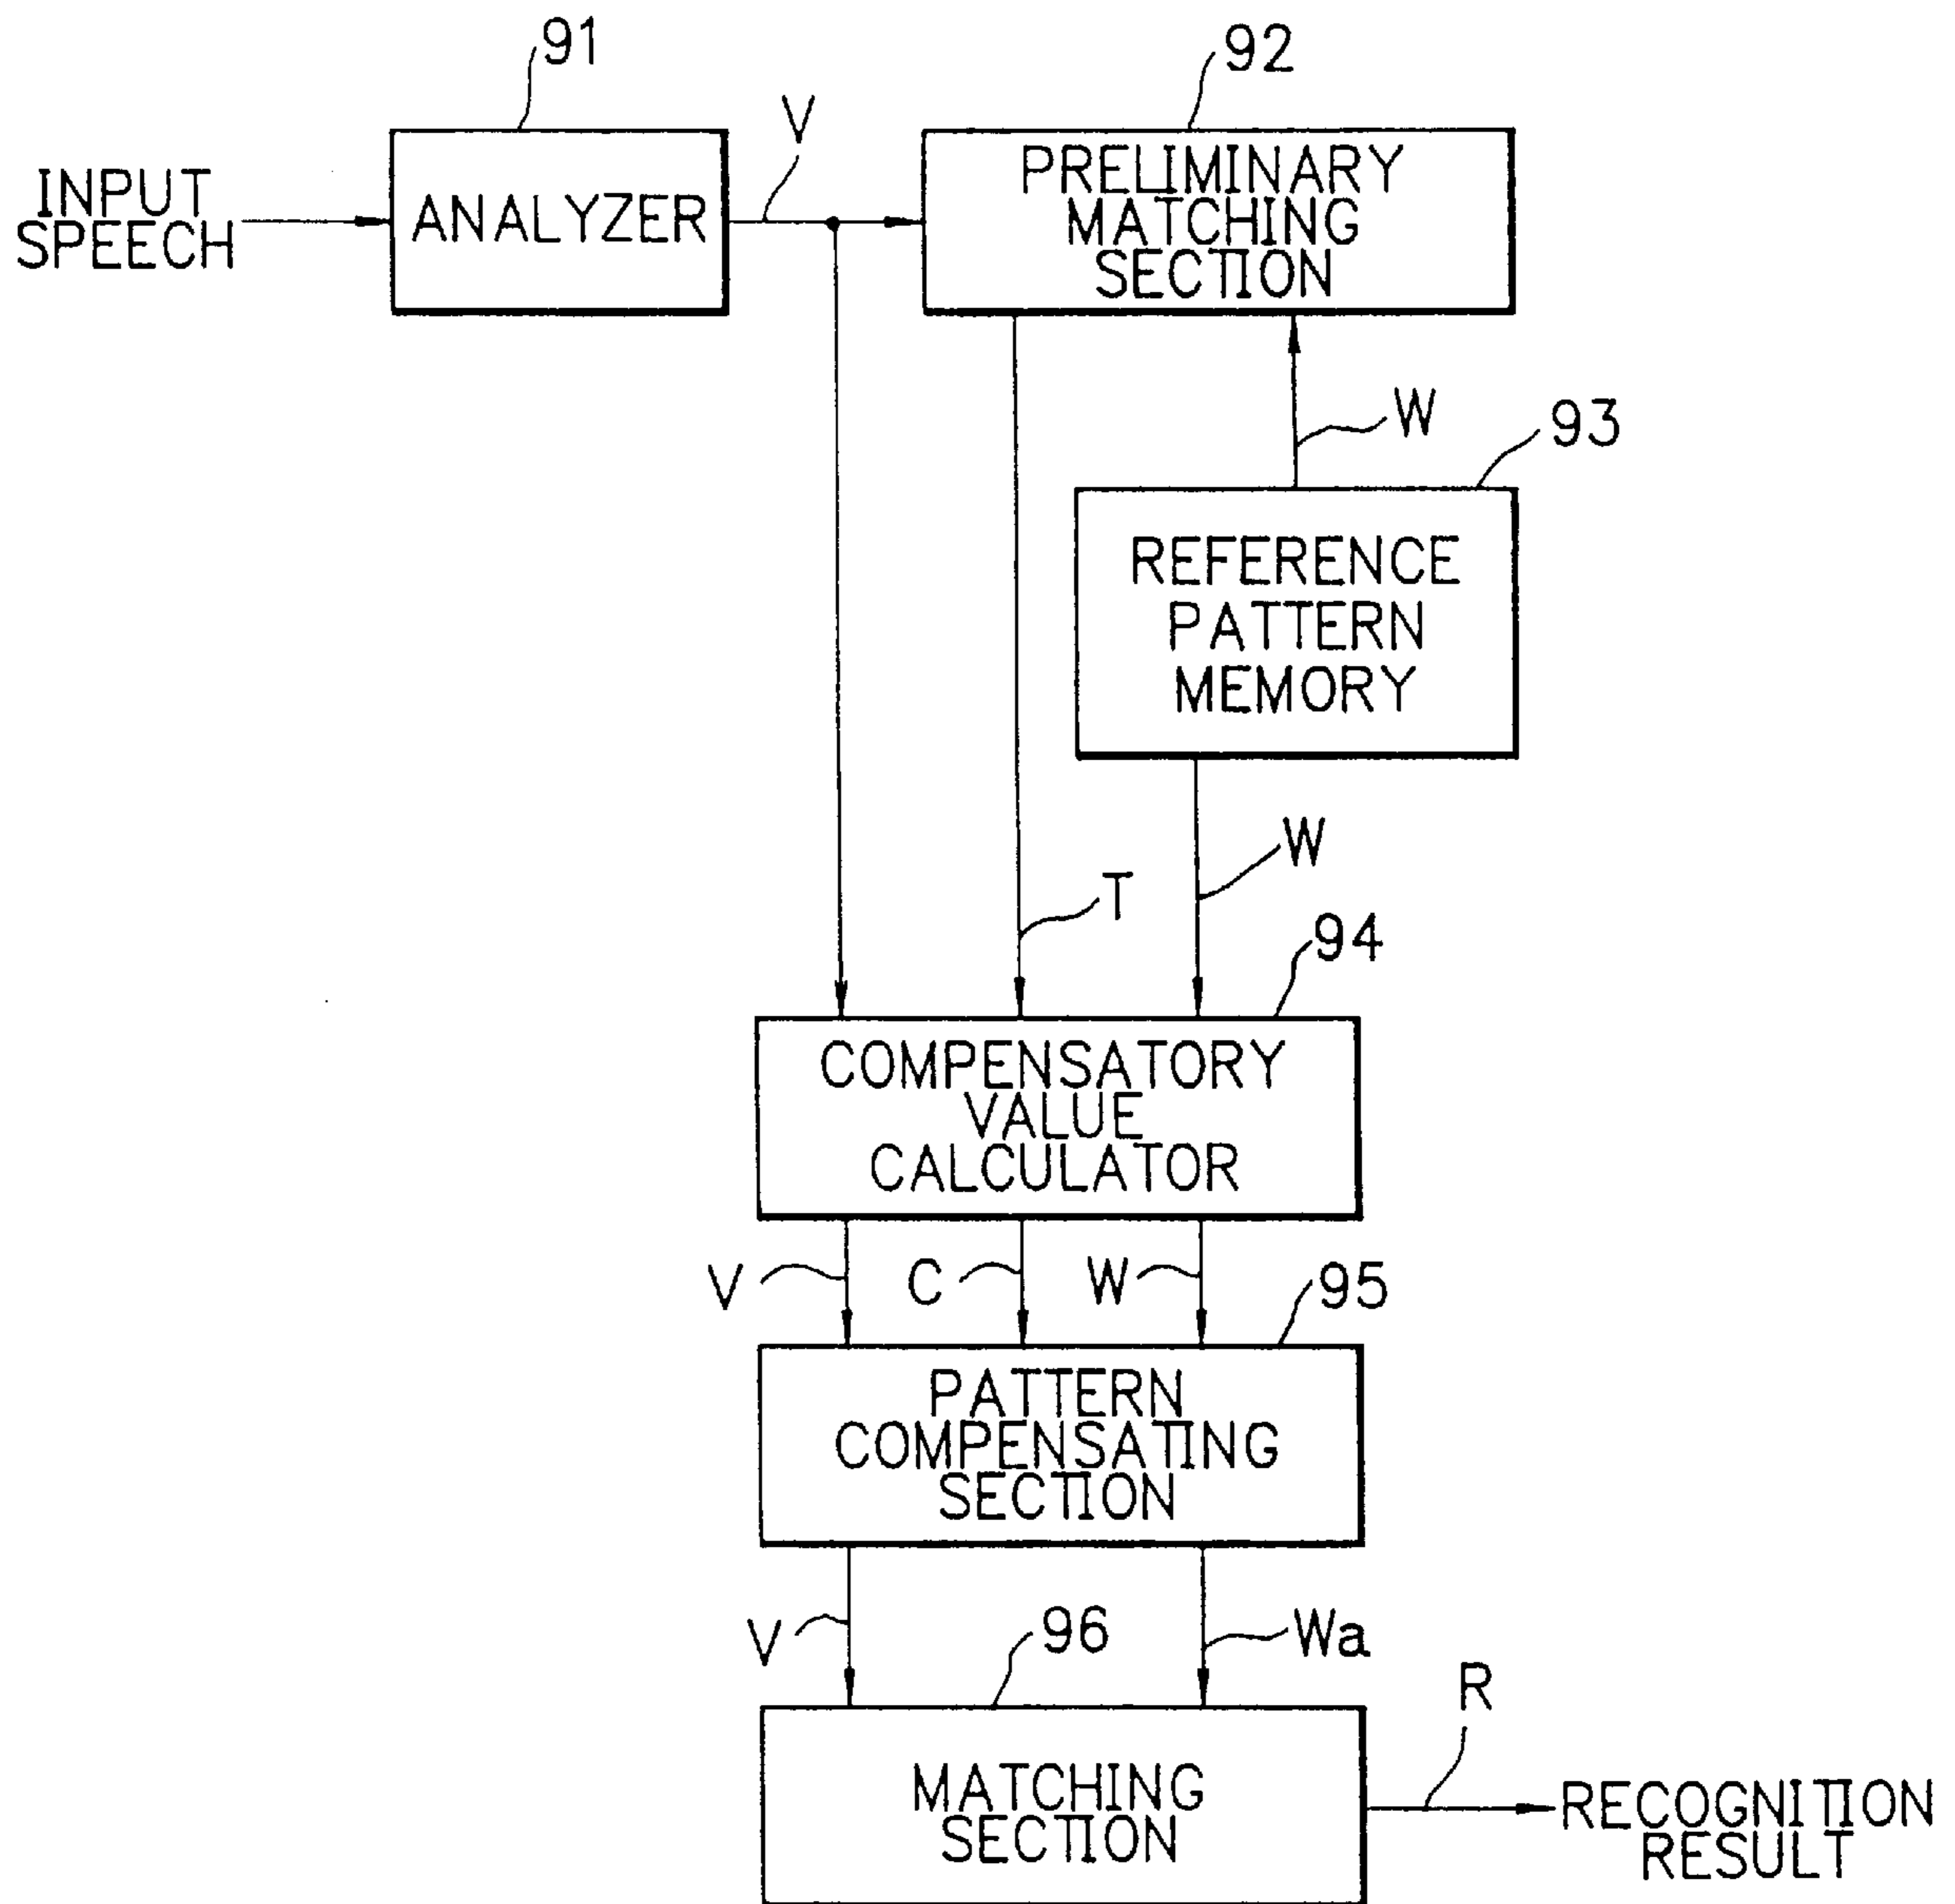 91
92
V
INPUT
SPEECH
ANALYZER
PRELIMINARY
MATCHING
SECTION
W
93
REFERENCE
PATTERN
MEMORY
W
T
94
COMPENSATORY
VALUE
CALCULATOR
V
C
W
95
PATTERN
COMPENSATING
SECTION
V
96
Wa
R
MATCHING
SECTION
RECOGNITION
RESULT